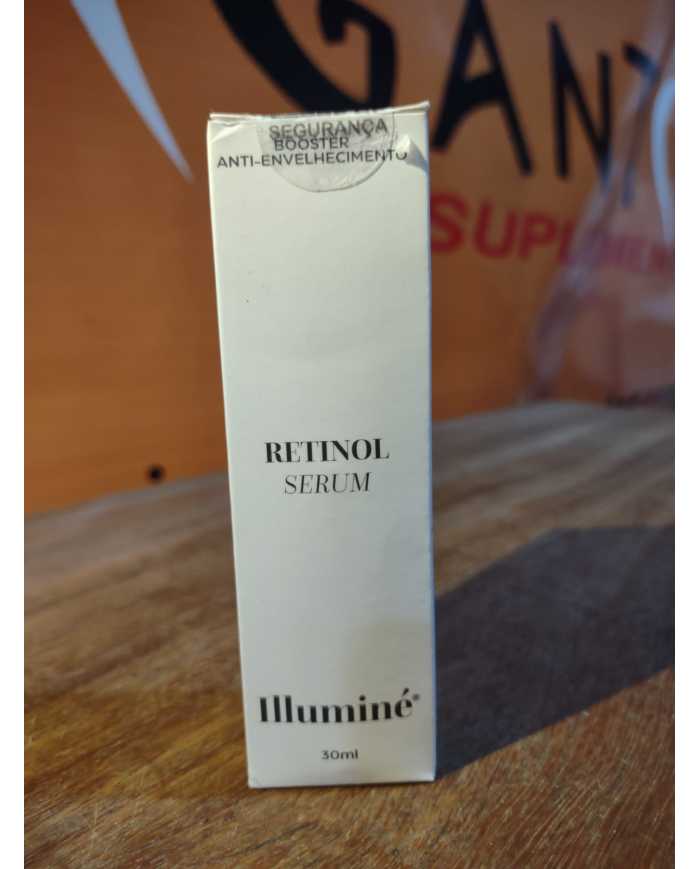 SEGURANÇA
BOOSTER
ANTI-ENVELHECIMENTO
RETINOL
SERUM
Illuminé®
30ml